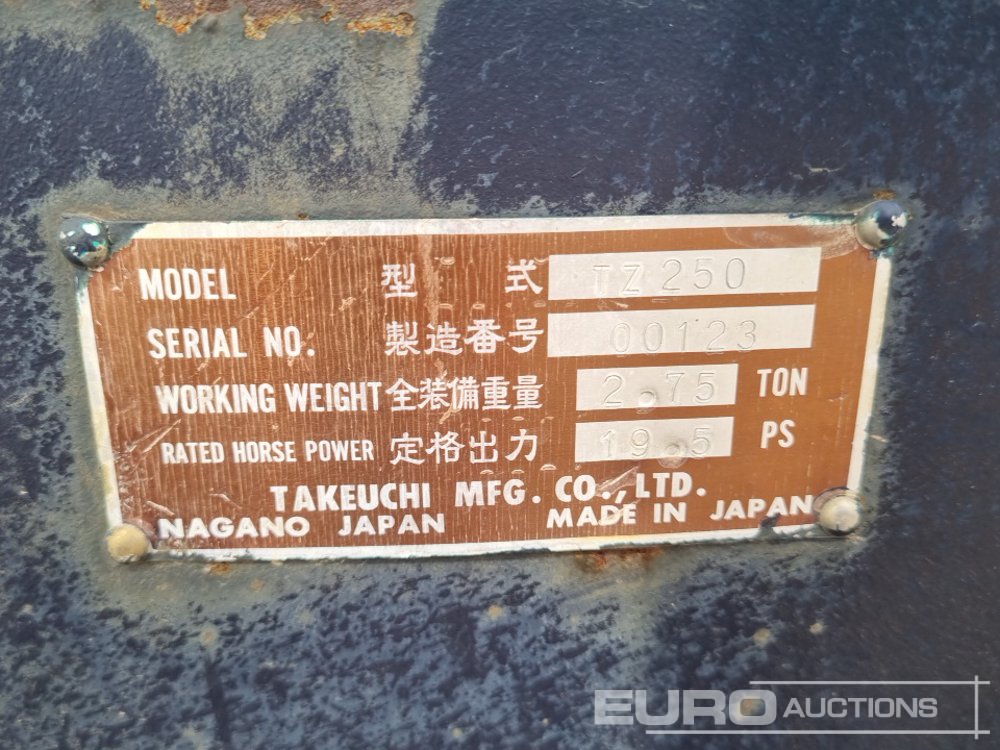 MODEL 型 式 TZ250
SERIAL NO. 製造番号 00123
WORKING WEIGHT 全装備重量 2.75 TON
RATED HORSE POWER 定格出力 19.5 PS
TAKEUCHI MFG. CO., LTD.
NAGANO JAPAN MADE IN JAPAN
EURO AUCTIONS